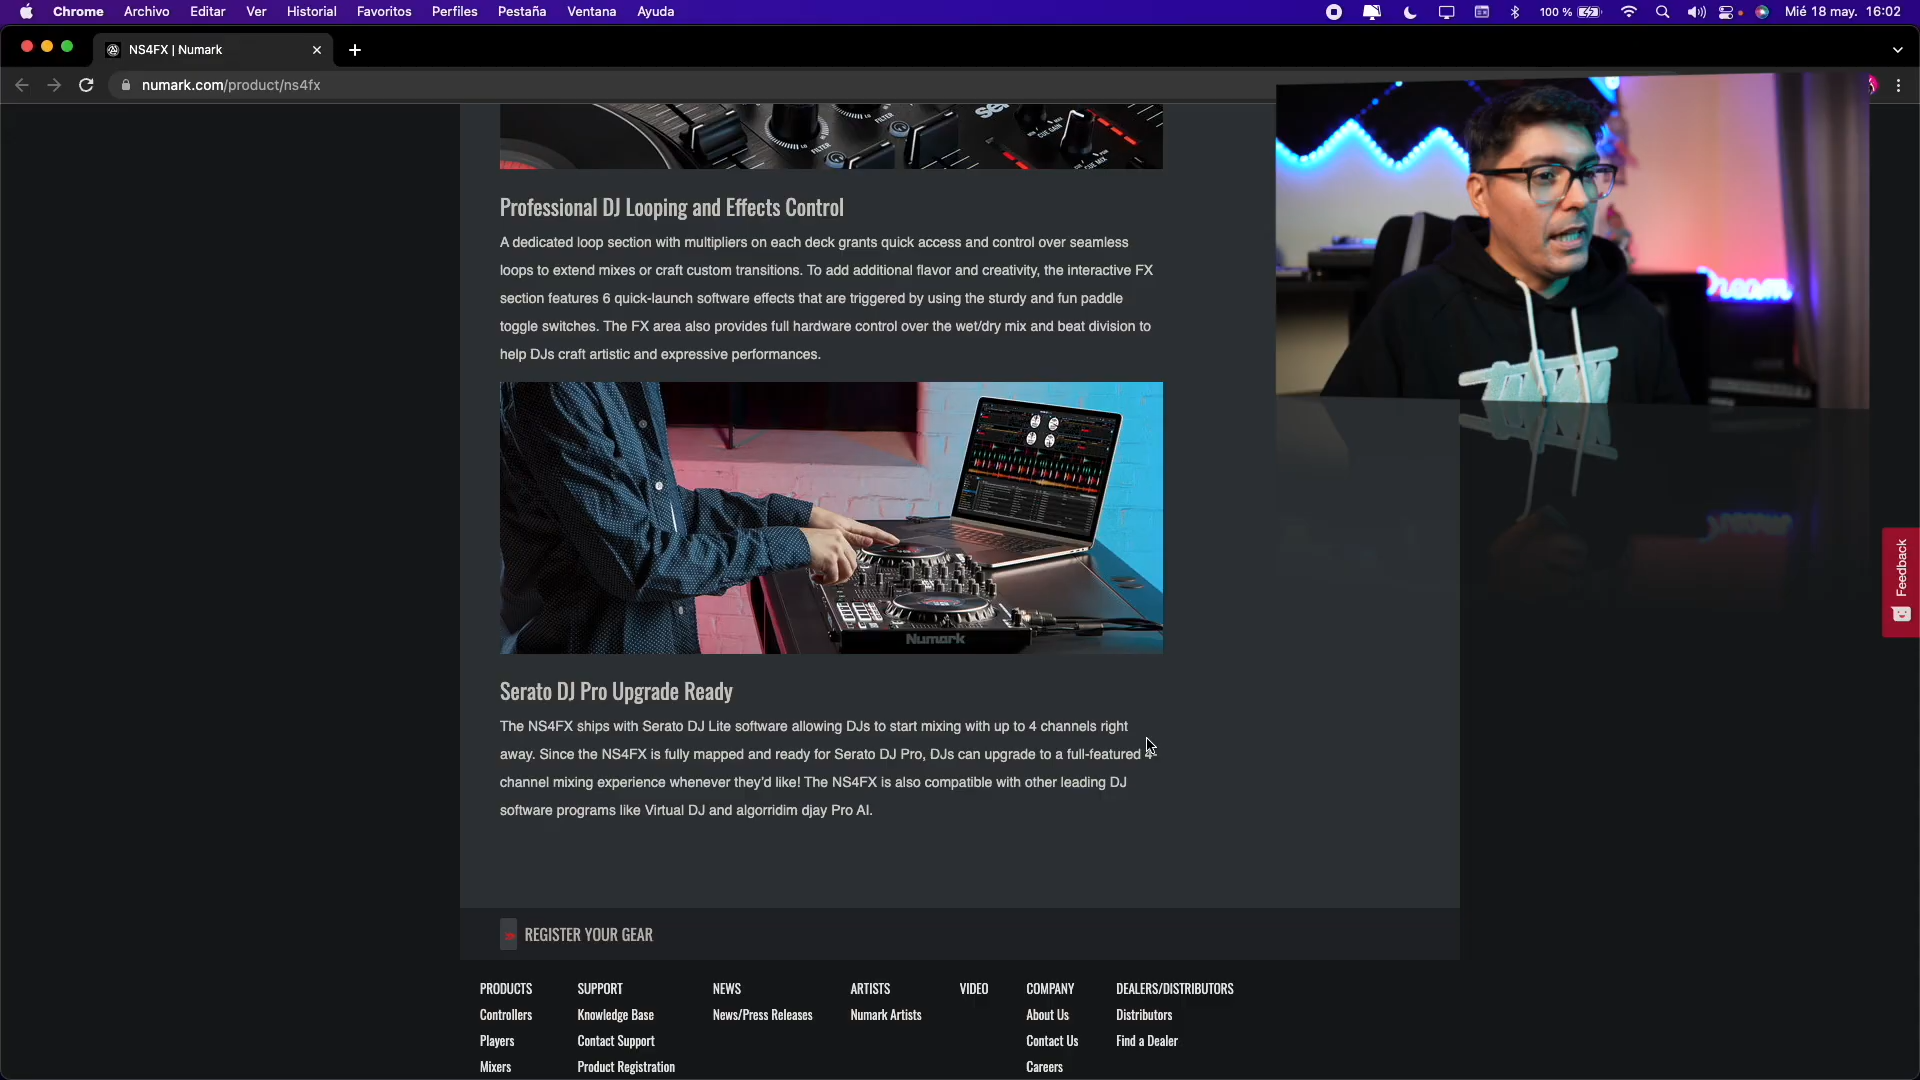 Chrome Archivo Editar Ver Historial Favoritos Perfiles Pestaña Ventana Ayuda 100 % Mié 18 may. 16:02
NS4FX | Numark
numark.com/product/ns4fx
FILTER FILTER CUE GAIN CUE MIX
Professional DJ Looping and Effects Control
A dedicated loop section with multipliers on each deck grants quick access and control over seamless
loops to extend mixes or craft custom transitions. To add additional flavor and creativity, the interactive FX
section features 6 quick-launch software effects that are triggered by using the sturdy and fun paddle
toggle switches. The FX area also provides full hardware control over the wet/dry mix and beat division to
help DJs craft artistic and expressive performances.
Dream
Numark
Feedback
Serato DJ Pro Upgrade Ready
The NS4FX ships with Serato DJ Lite software allowing DJs to start mixing with up to 4 channels right
away. Since the NS4FX is fully mapped and ready for Serato DJ Pro, DJs can upgrade to a full-featured 4-
channel mixing experience whenever they'd like! The NS4FX is also compatible with other leading DJ
software programs like Virtual DJ and algorridim djay Pro AI.
REGISTER YOUR GEAR
PRODUCTS SUPPORT NEWS ARTISTS VIDEO COMPANY DEALERS/DISTRIBUTORS
Controllers Knowledge Base News/Press Releases Numark Artists About Us Distributors
Players Contact Support Contact Us Find a Dealer
Mixers Product Registration Careers